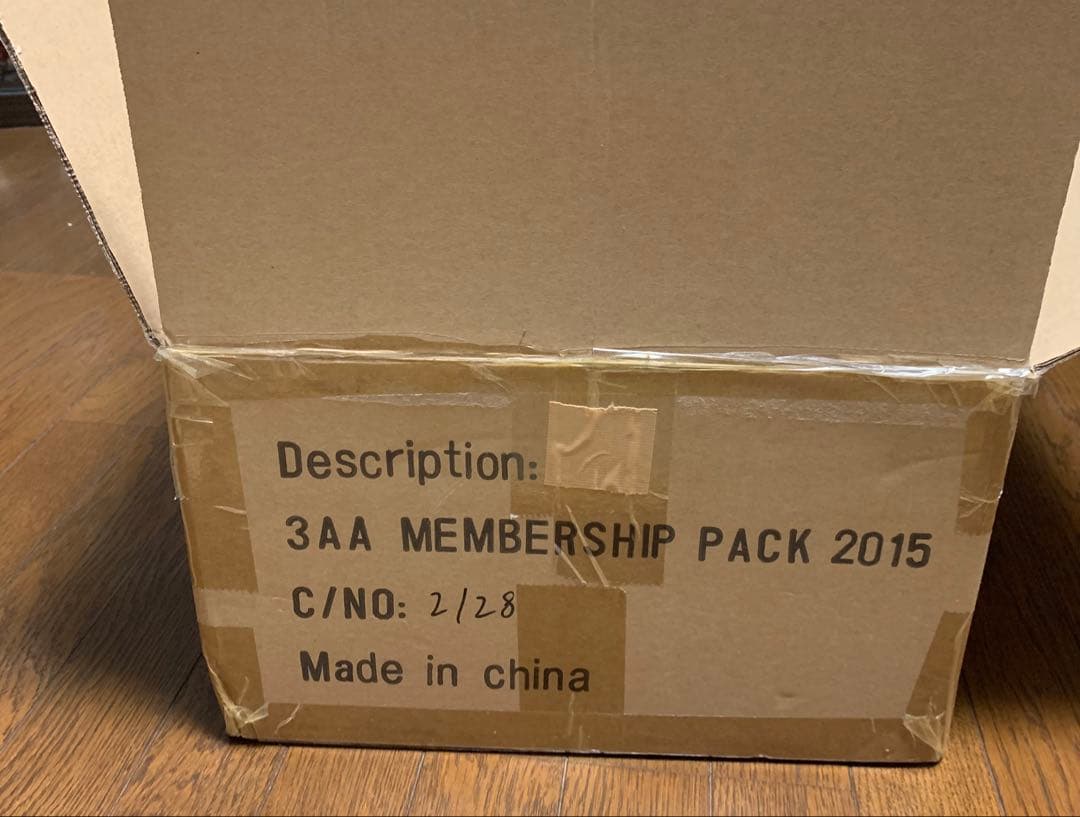 Description:
3AA MEMBERSHIP PACK 2015
C/NO: 2/28
Made in china